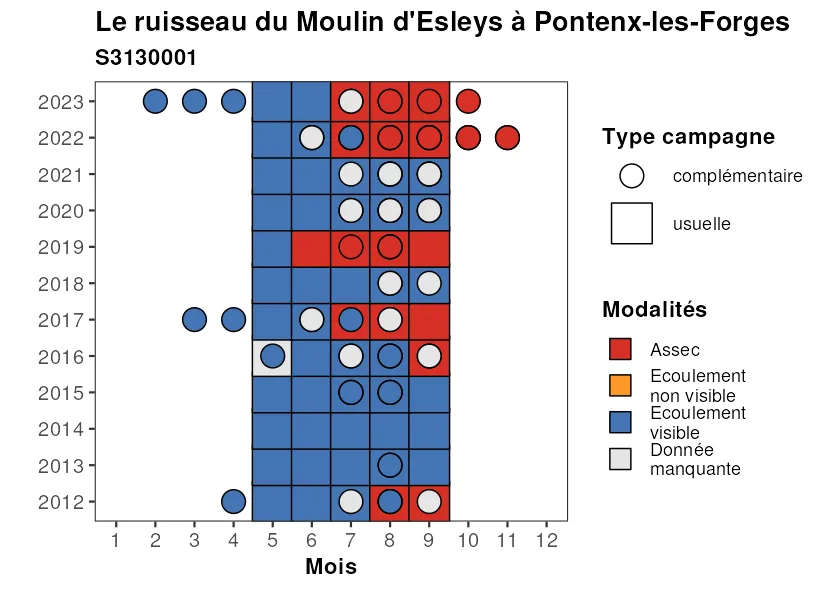 Le ruisseau du Moulin d'Esleys à Pontenx-les-Forges
S3130001
2023
2022
2021
2020
2019
2018
2017
2016
2015
2014
2013
2012
1 2 3 4 5 6 7 8 9 10 11 12
Mois
Type campagne
complémentaire
usuelle
Modalités
Assec
Ecoulement
non visible
Ecoulement
visible
Donnée
manquante